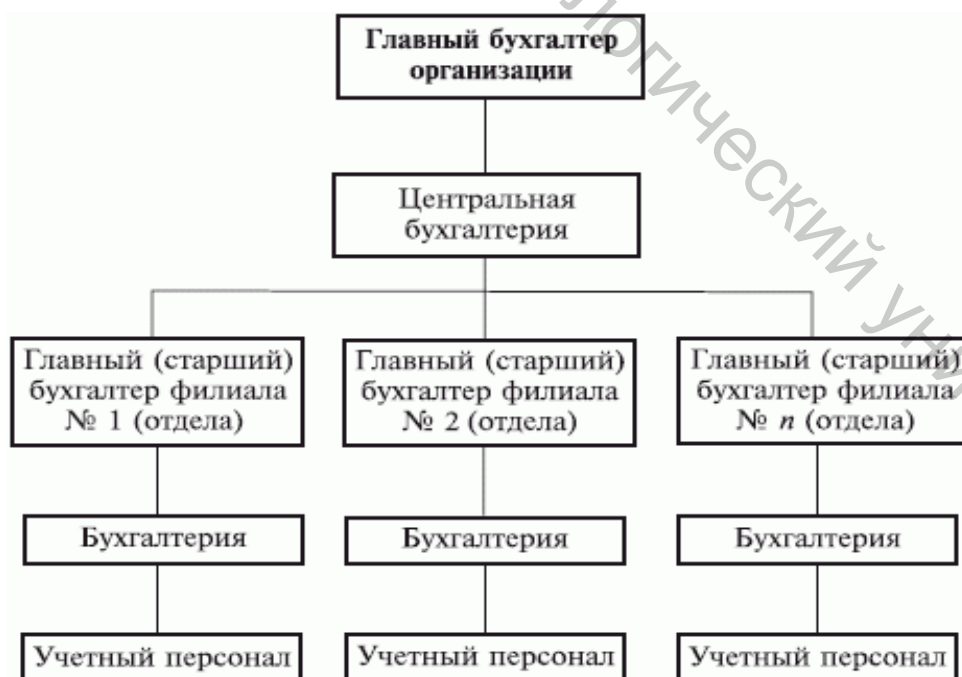 Главный бухгалтер
организации
Центральная
бухгалтерия
Главный (старший)
бухгалтер филиала
№ 1 (отдела)
Главный (старший)
бухгалтер филиала
№ 2 (отдела)
Главный (старший)
бухгалтер филиала
№ n (отдела)
Бухгалтерия
Бухгалтерия
Бухгалтерия
Учетный персонал
Учетный персонал
Учетный персонал